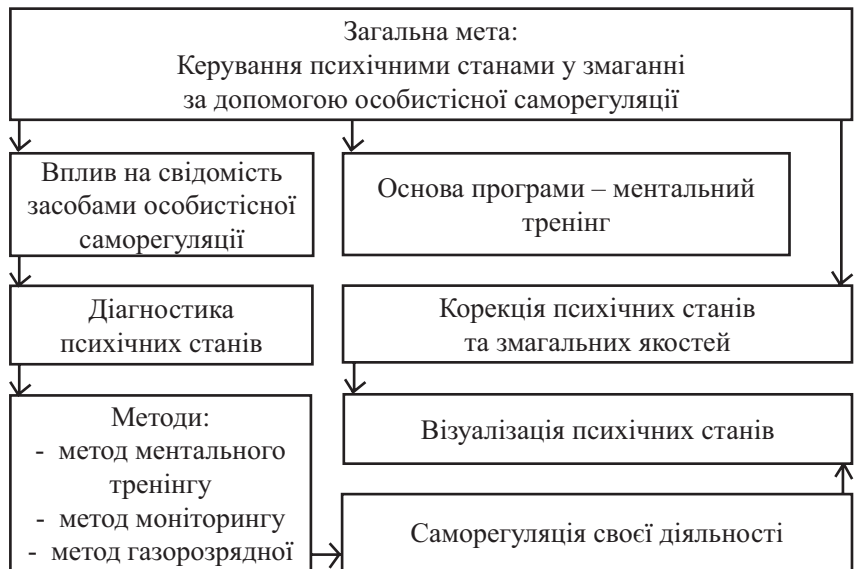 Загальна мета:
Керування психічними станами у змаганні
за допомогою особистісної саморегуляції
Вплив на свідомість
засобами особистісної
саморегуляції
Основа програми – ментальний
тренінг
Діагностика
психічних станів
Корекція психічних станів
та змагальних якостей
Методи:
- метод ментального
тренінгу
- метод моніторингу
- метод газорозрядної
Візуалізація психічних станів
Саморегуляція своєї діяльності